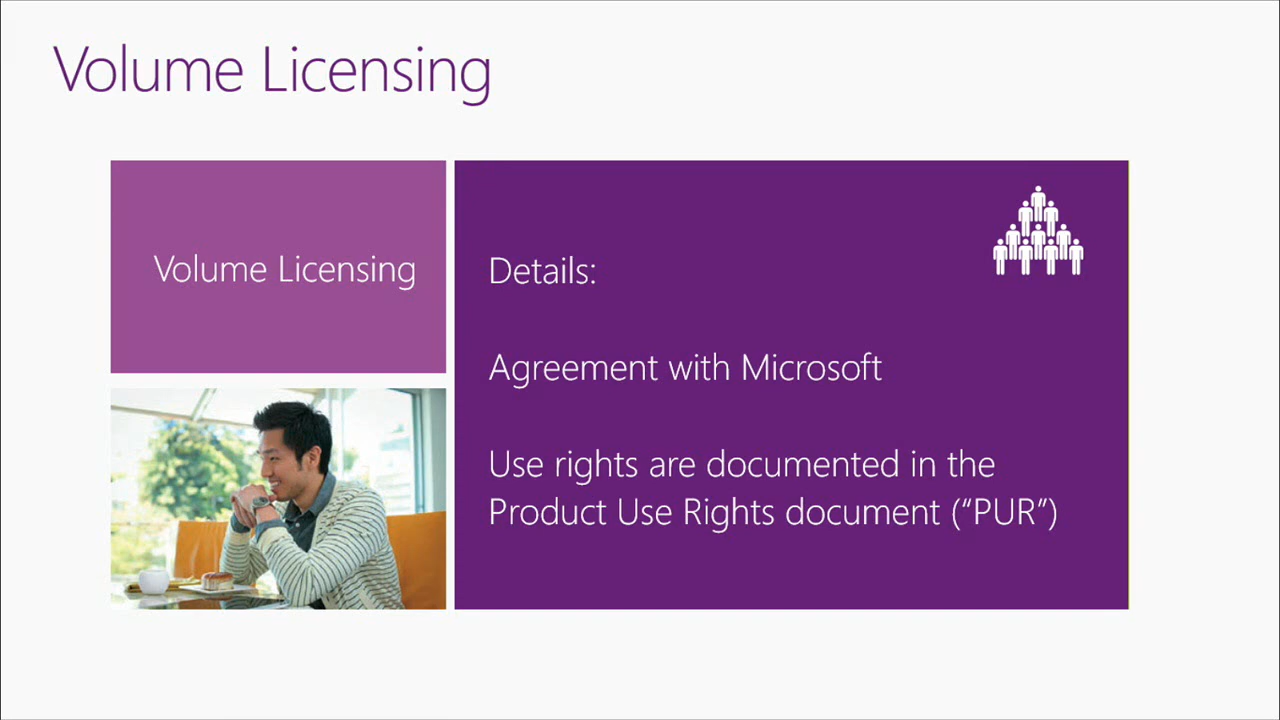 Volume Licensing
Volume Licensing
Details:
Agreement with Microsoft
Use rights are documented in the
Product Use Rights document (“PUR”)